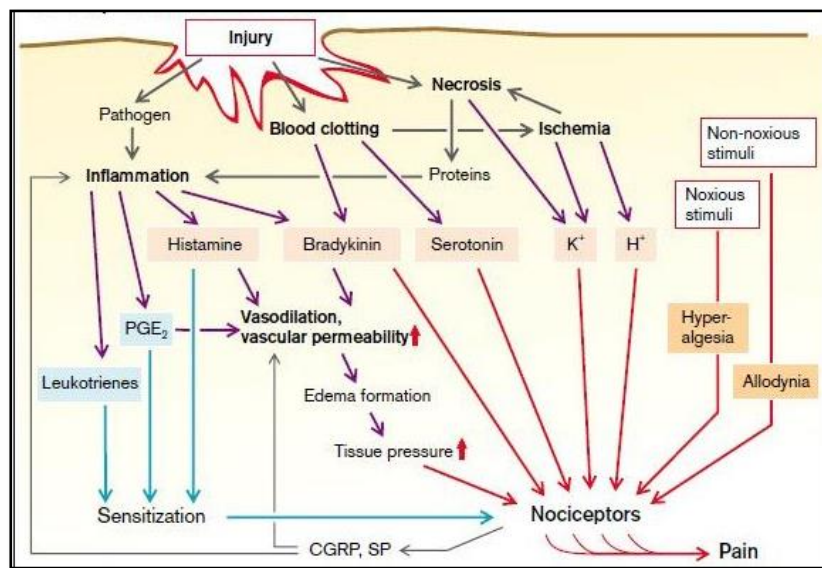 Injury
Necrosis
Pathogen
Blood clotting
Ischemia
Non-noxious
stimuli
Inflammation
Proteins
Noxious
stimuli
Histamine
Bradykinin
Serotonin
K+
H+
PGE2
Vasodilation,
vascular permeability
Hyper-
algesia
Leukotrienes
Edema formation
Allodynia
Tissue pressure
Sensitization
Nociceptors
CGRP, SP
Pain